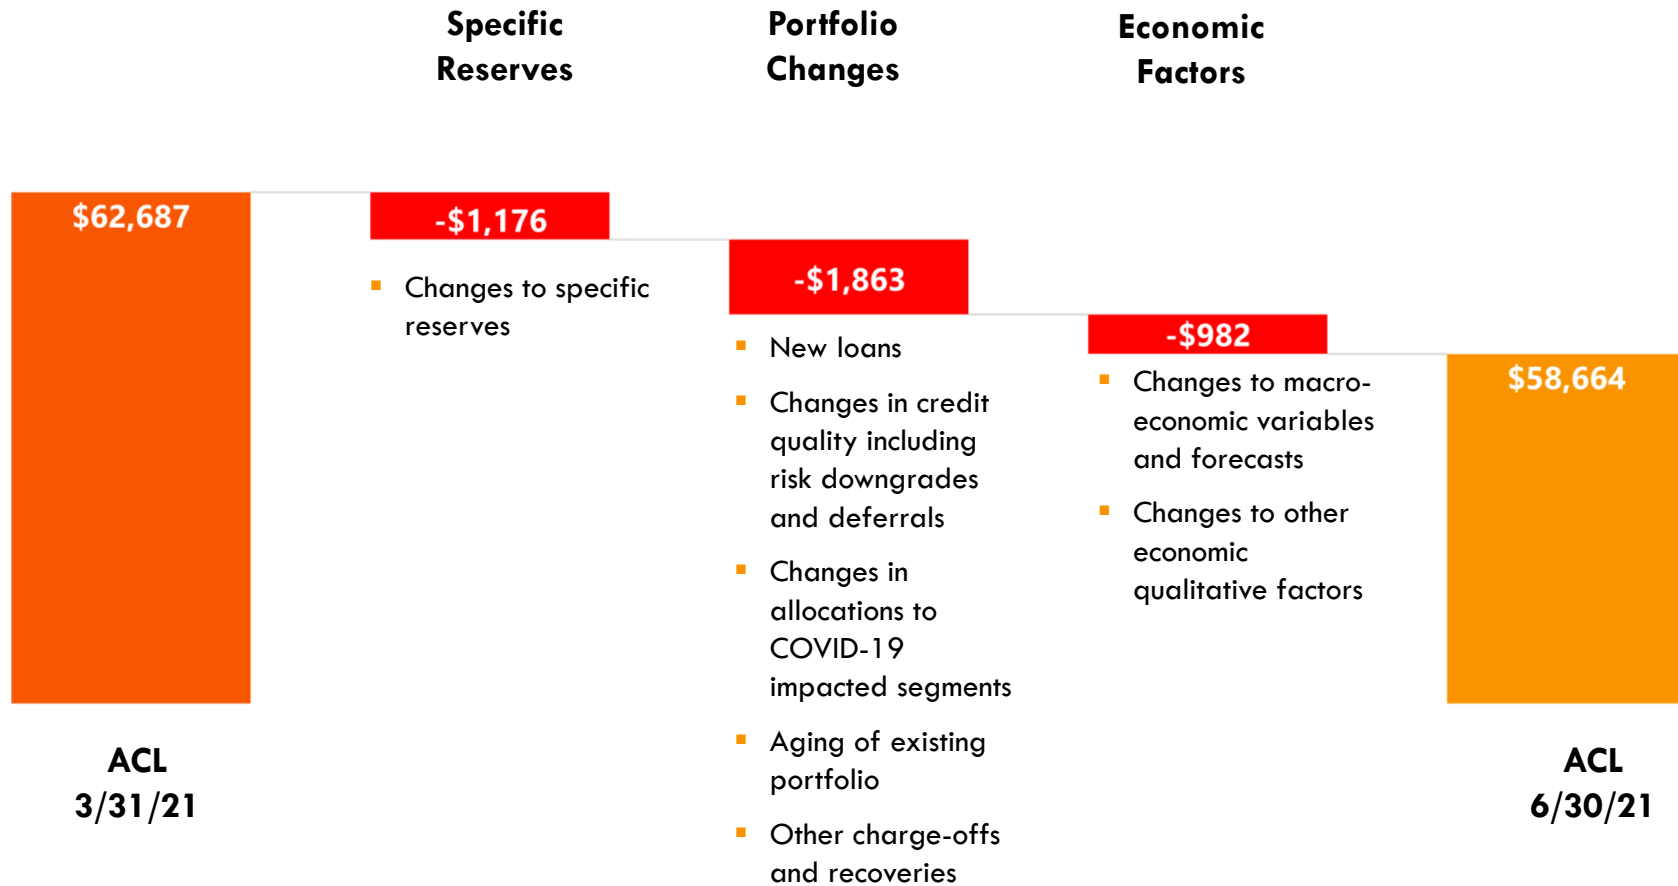 Specific
Reserves
Portfolio
Changes
Economic
Factors
$62,687
ACL
3/31/21
-$1,176
▪ Changes to specific
reserves
-$1,863
▪ New loans
▪ Changes in credit
quality including
risk downgrades
and deferrals
▪ Changes in
allocations to
COVID-19
impacted segments
▪ Aging of existing
portfolio
▪ Other charge-offs
and recoveries
-$982
▪ Changes to macro-
economic variables
and forecasts
▪ Changes to other
economic
qualitative factors
$58,664
ACL
6/30/21